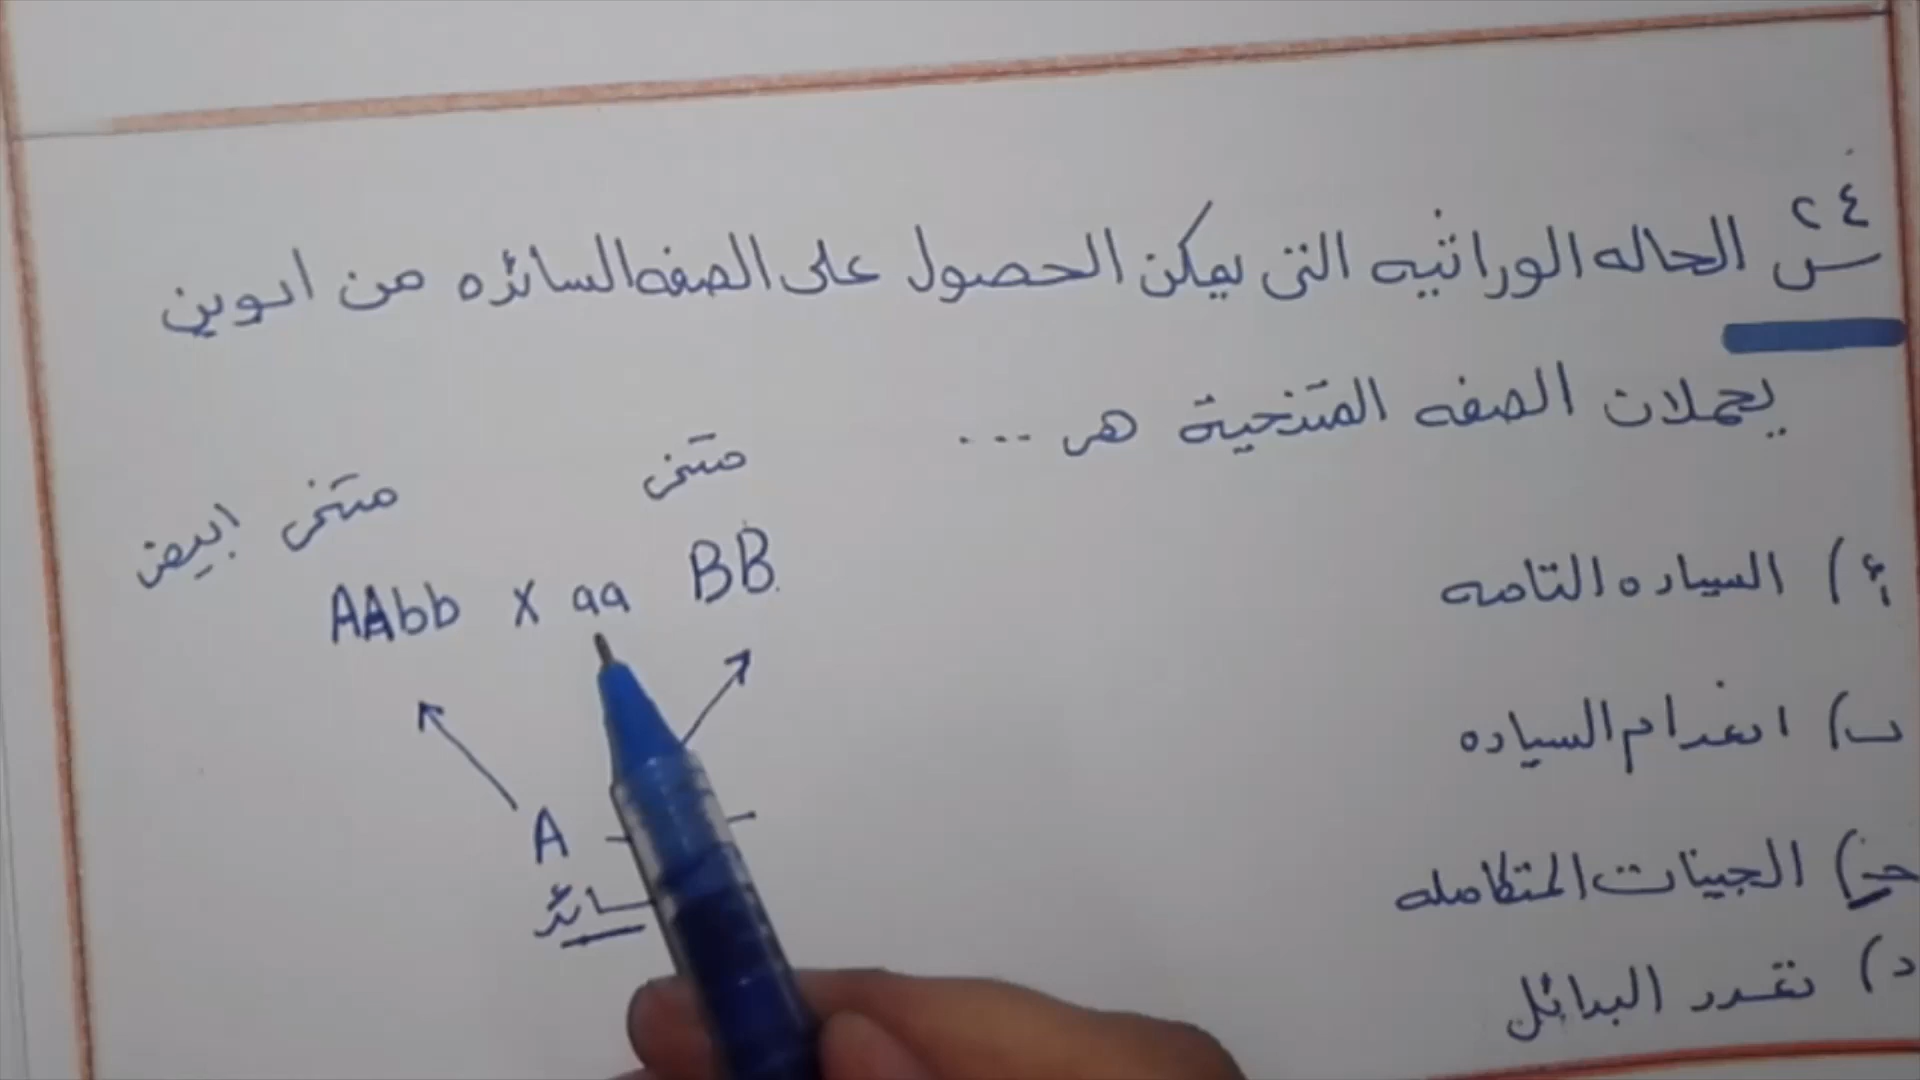 س٢٤ الحاله الوراثيه التى يمكن الحصول على الصفه السائده من ابوين
يحملان الصفه المتنحية هى ...
متنحى
متنحى ابيض
AAbb X aa BB
أ) السياده التامه
ب) انعدام السياده
A
سائد
جـ) الجينات المتكامله
د) تعدد البدائل